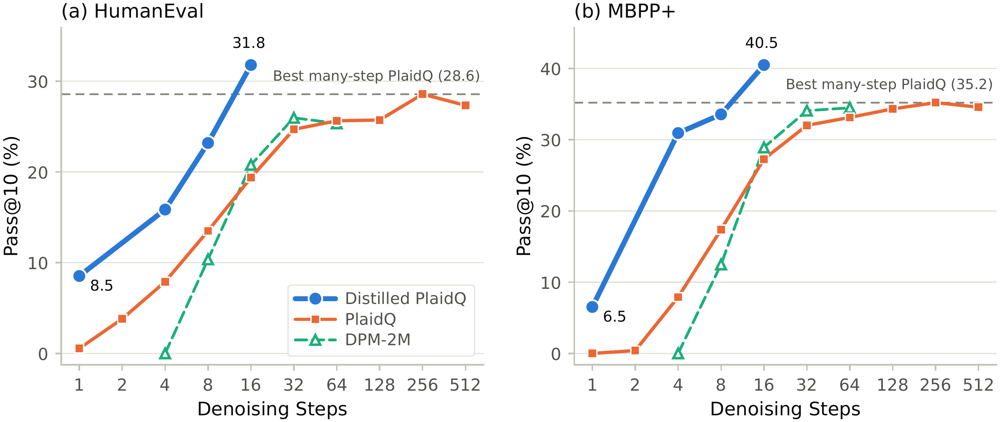 (a) HumanEval
Pass@10 (%)
30
20
10
0
31.8
Best many-step PlaidQ (28.6)
8.5
Distilled PlaidQ
PlaidQ
DPM-2M
1 2 4 8 16 32 64 128 256 512
Denoising Steps
(b) MBPP+
Pass@10 (%)
40
30
20
10
0
40.5
Best many-step PlaidQ (35.2)
6.5
1 2 4 8 16 32 64 128 256 512
Denoising Steps